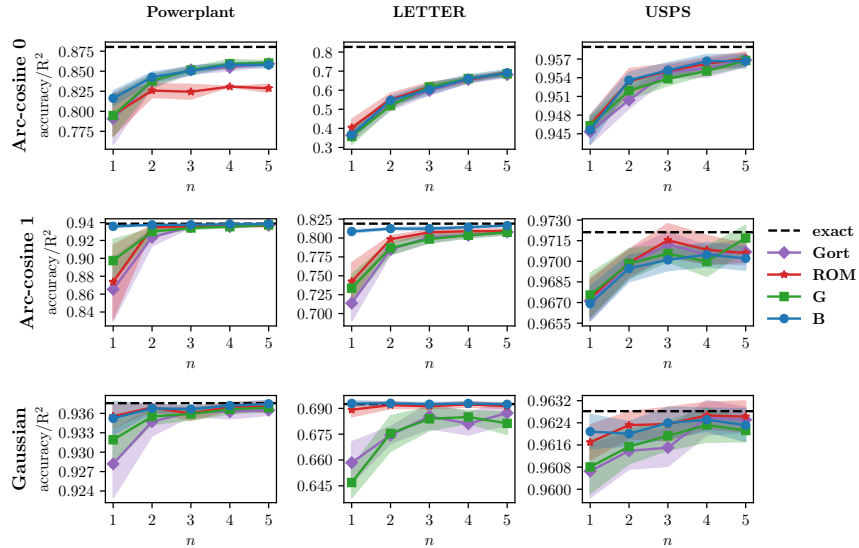 Powerplant LETTER USPS
Arc-cosine 0
accuracy/R²
0.875
0.850
0.825
0.800
0.775
1 2 3 4 5
n
0.8
0.7
0.6
0.5
0.4
0.3
1 2 3 4 5
n
0.957
0.954
0.951
0.948
0.945
1 2 3 4 5
n
Arc-cosine 1
accuracy/R²
0.94
0.92
0.90
0.88
0.86
0.84
1 2 3 4 5
n
0.825
0.800
0.775
0.750
0.725
0.700
1 2 3 4 5
n
0.9730
0.9715
0.9700
0.9685
0.9670
0.9655
1 2 3 4 5
n
exact
Gort
ROM
G
B
Gaussian
accuracy/R²
0.936
0.933
0.930
0.927
0.924
1 2 3 4 5
n
0.690
0.675
0.660
0.645
1 2 3 4 5
n
0.9632
0.9624
0.9616
0.9608
0.9600
1 2 3 4 5
n